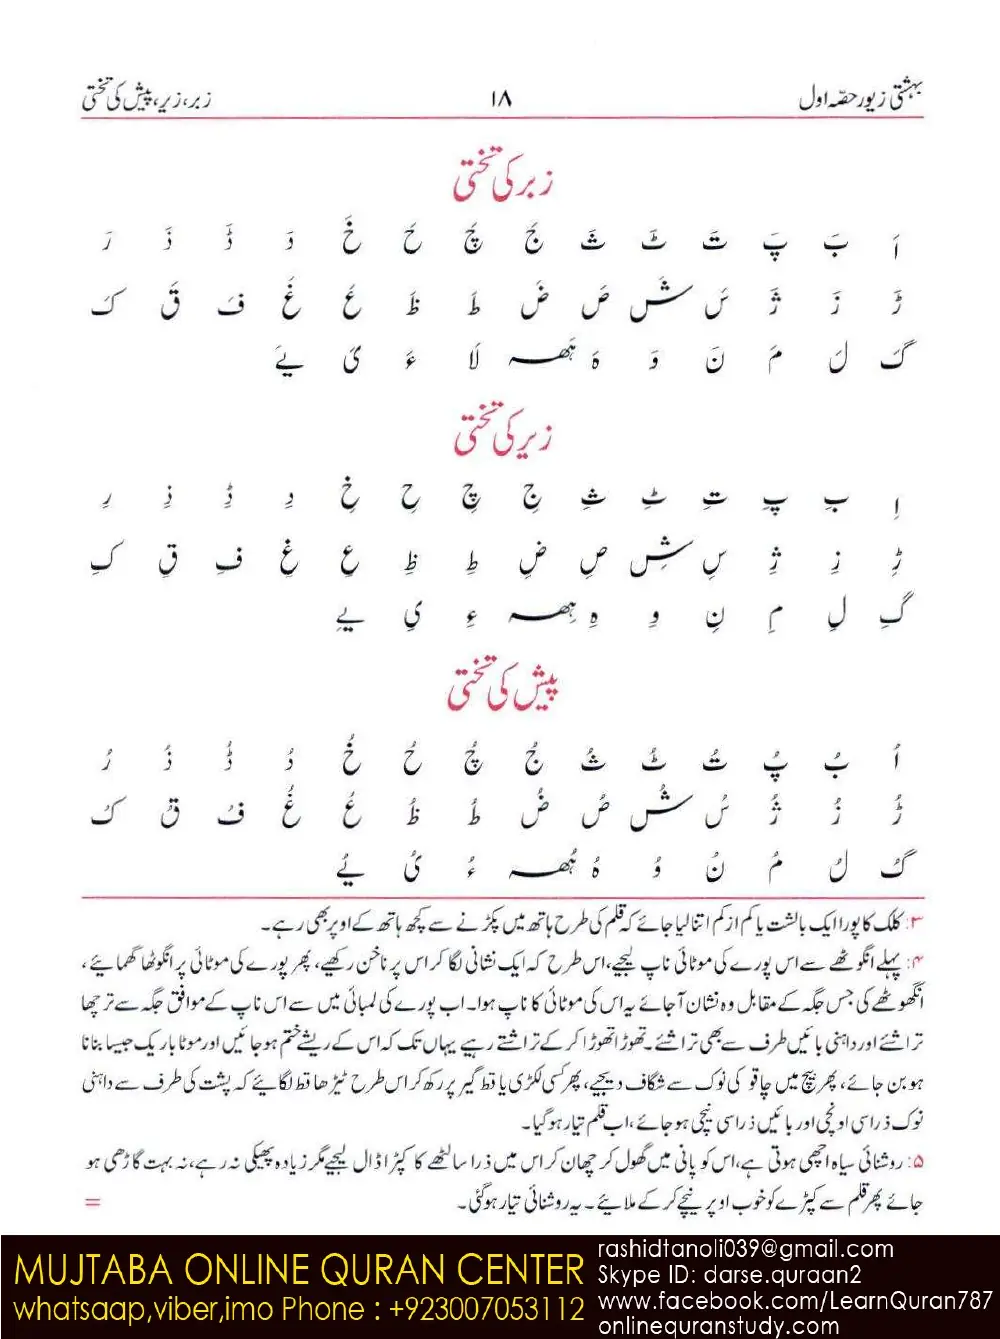 بہشتی زیور حصّہ اول ۱۸ زبر، زیر، پیش کی تختی
زبر کی تختی
اَ بَ پَ تَ ٹَ ثَ جَ چَ حَ خَ دَ ڈَ ذَ رَ
ڑَ زَ ژَ سَ شَ صَ ضَ طَ ظَ عَ غَ فَ قَ کَ
گَ لَ مَ نَ وَ ہَ ہَھ لَا ءَ یَ یَے
زیر کی تختی
اِ بِ پِ تِ ٹِ ثِ جِ چِ حِ خِ دِ ڈِ ذِ رِ
ڑِ زِ ژِ سِ شِ صِ ضِ طِ ظِ عِ غِ فِ قِ کِ
گِ لِ مِ نِ وِ ہِ ہِھ ءِ یِ یِے
پیش کی تختی
اُ بُ پُ تُ ٹُ ثُ جُ چُ حُ خُ دُ ڈُ ذُ رُ
ڑُ زُ ژُ سُ شُ صُ ضُ طُ ظُ عُ غُ فُ قُ کُ
گُ لُ مُ نُ وُ ہُ ہُھ ءُ یُ یُے
۳: کلک کا پورا ایک بالشت یا کم از کم اتنا لیا جائے کہ قلم کی طرح ہاتھ میں پکڑنے سے کچھ ہاتھ کے اوپر بھی رہے۔
۴: پہلے انگوٹھے سے اس پورے کی موٹائی ناپ لیجیے، اس طرح کہ ایک نشانی لگا کر اس پر ناخن رکھیے، پھر پورے کی موٹائی پر انگوٹھا گھمائیے،
انگھوٹھے کی جس جگہ کے مقابل وہ نشان آجائے یہ اس کی موٹائی کا ناپ ہوا۔ اب پورے کی لمبائی میں سے اس ناپ کے موافق جگہ سے ترچھا
تراشئے اور داہنی بائیں طرف سے بھی تراشئے۔ تھوڑا تھوڑا کر کے تراشتے رہیے یہاں تک کہ اس کے ریشے ختم ہو جائیں اور موٹا باریک جیسا بنانا
ہو بن جائے، پھر بیچ میں چاقو کی نوک سے شگاف دیجیے، پھر کسی لکڑی یا قط گیر پر رکھ کر اس طرح ٹیڑھا قط لگائیے کہ پشت کی طرف سے داہنی
نوک ذرا سی اونچی اور بائیں ذرا سی نیچی ہو جائے، اب قلم تیار ہو گیا۔
۵: روشنائی سیاہ اچھی ہوتی ہے، اس کو پانی میں گھول کر چھان کر اس میں ذرا سا لٹھے کا کپڑا ڈال لیجیے مگر زیادہ پھیکی نہ رہے، نہ بہت گاڑھی ہو
جائے پھر قلم سے کپڑے کو خوب اوپر نیچے کر کے ملائیے۔ یہ روشنائی تیار ہو گئی۔ =
MUJTABA ONLINE QURAN CENTER
whatsaap,viber,imo Phone : +923007053112
rashidtanoli039@gmail.com
Skype ID: darse.quraan2
www.facebook.com/LearnQuran787
onlinequranstudy.com